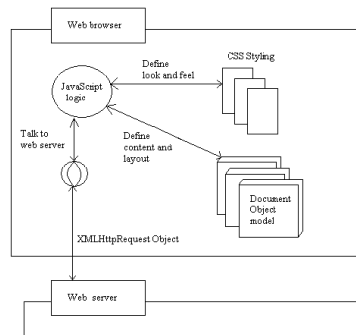 Web browser
CSS Styling
Define
look and feel
JavaScript
logic
Talk to
web server
Define
content and
layout
Document
Object
model
XMLHttpRequest Object
Web server